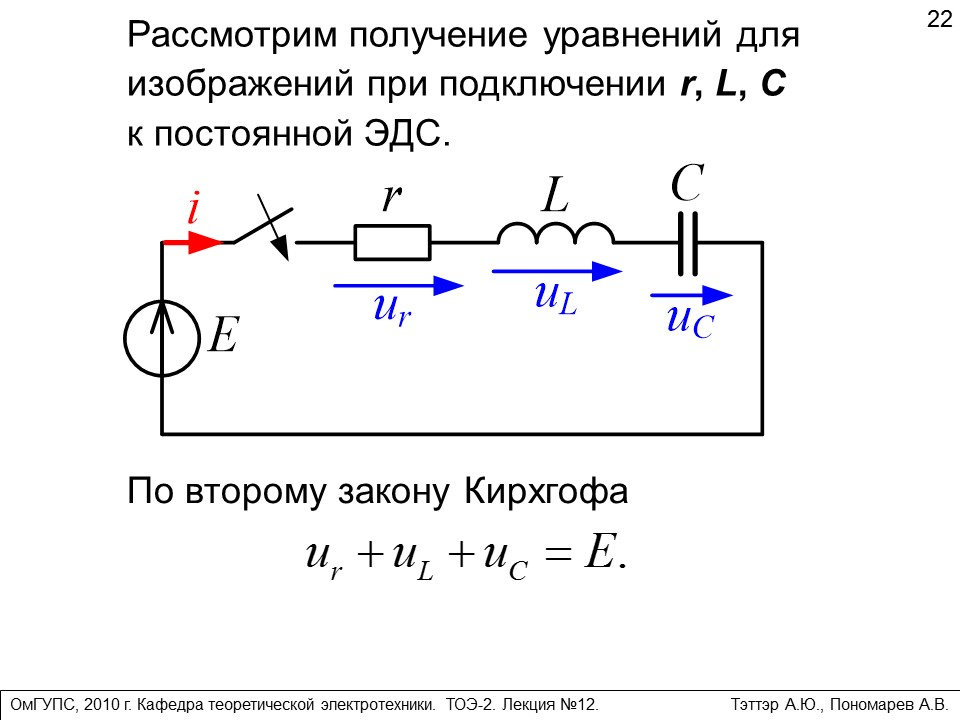 22
Рассмотрим получение уравнений для
изображений при подключении r, L, C
к постоянной ЭДС.
i
r
L
C
u_r
u_L
u_C
E
По второму закону Кирхгофа
u_r + u_L + u_C = E.
ОмГУПС, 2010 г. Кафедра теоретической электротехники. ТОЭ-2. Лекция №12. Тэттэр А.Ю., Пономарев А.В.